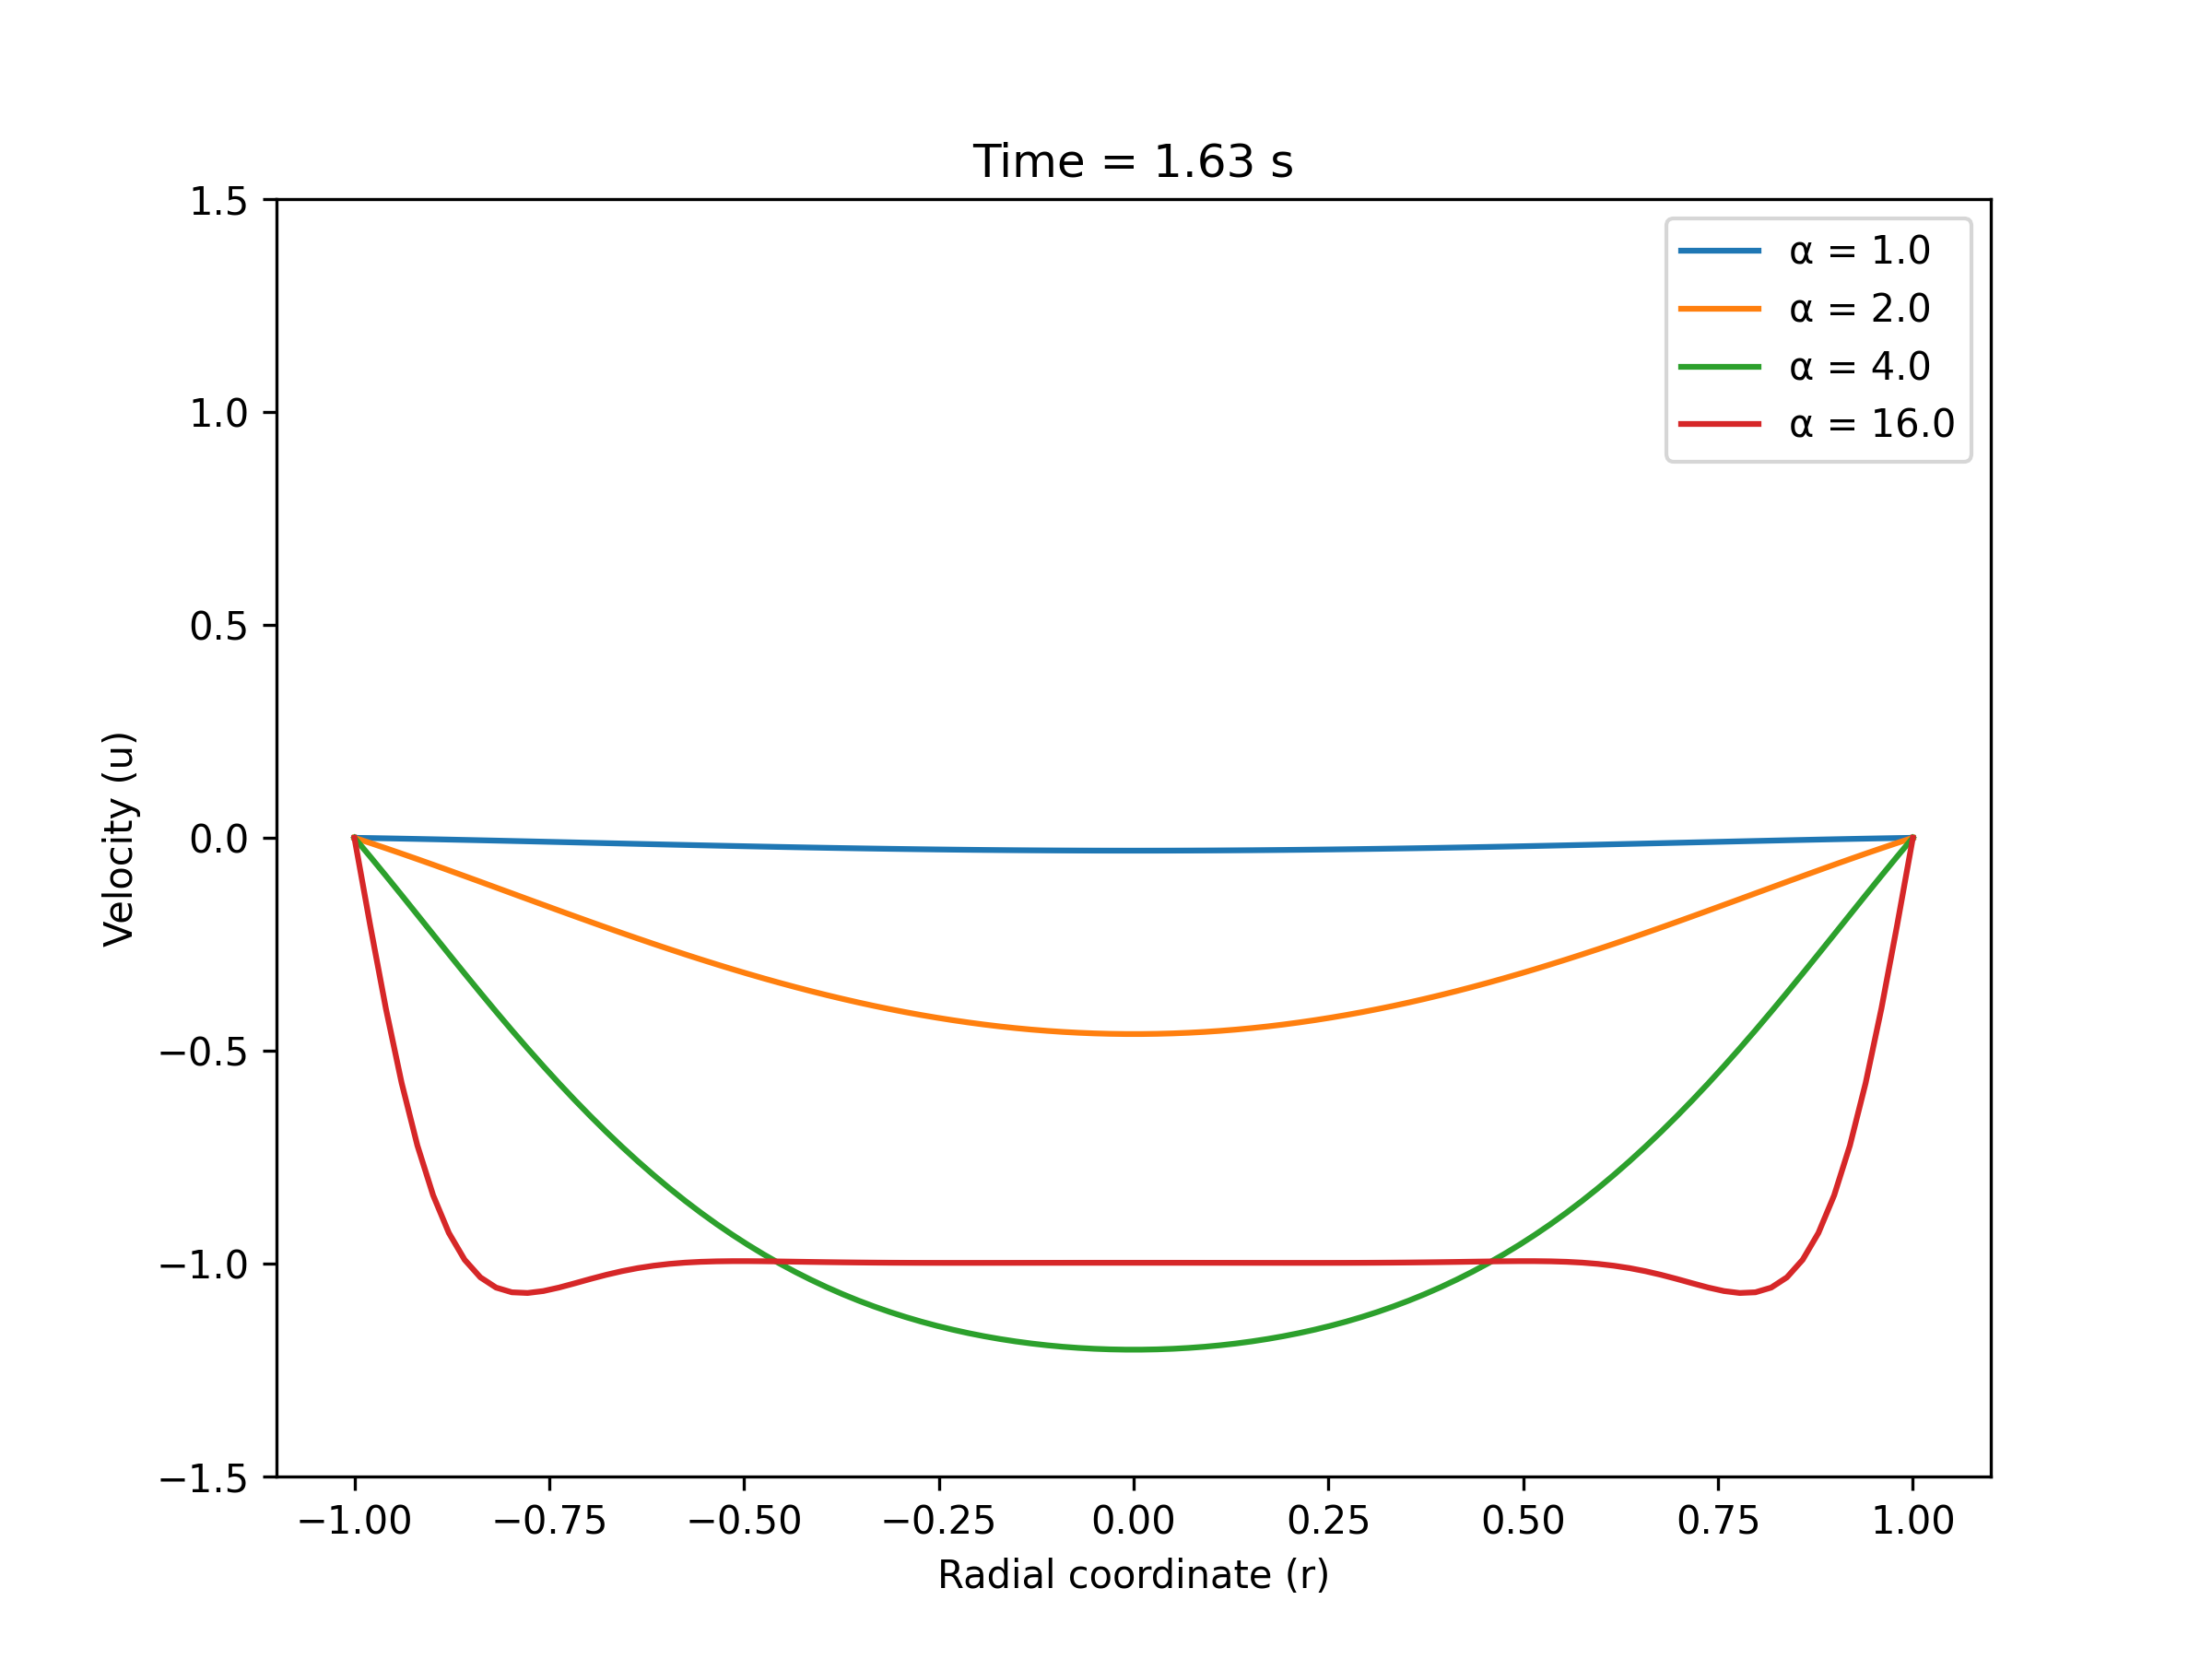 Time = 1.63 s
1.5
1.0
0.5
0.0
−0.5
−1.0
−1.5
Velocity (u)
α = 1.0
α = 2.0
α = 4.0
α = 16.0
−1.00 −0.75 −0.50 −0.25 0.00 0.25 0.50 0.75 1.00
Radial coordinate (r)